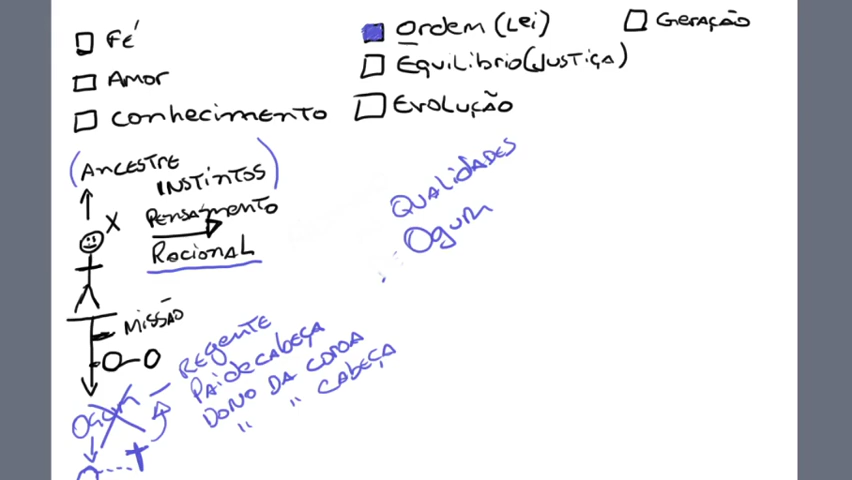 Fé
Amor
Conhecimento
Ordem (Lei)
Equilibrio (Justiça)
Evolução
Geração
(Ancestre
Instintos)
Pensamento
X
Racional
Missão
Qualidades
Ogum
Regente
Pai de cabeça
Dono da coroa
" " cabeça
Ogum